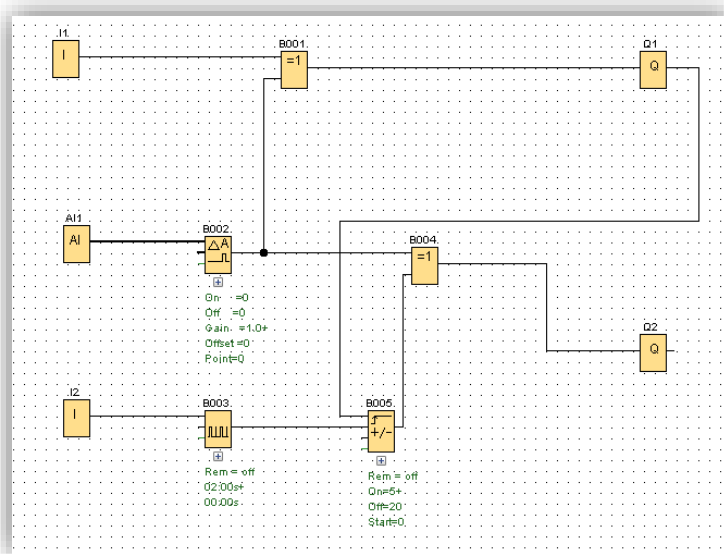 I1
I
B001
=1
Q1
Q
AI1
AI
B002
△A
On =0
Off =0
Gain =1.0+
Offset =0
Point=0
B004
=1
Q2
Q
I2
I
B003
Rem = off
02:00s+
00:00s
B005
+/-
Rem = off
On=5+
Off=20
Start=0